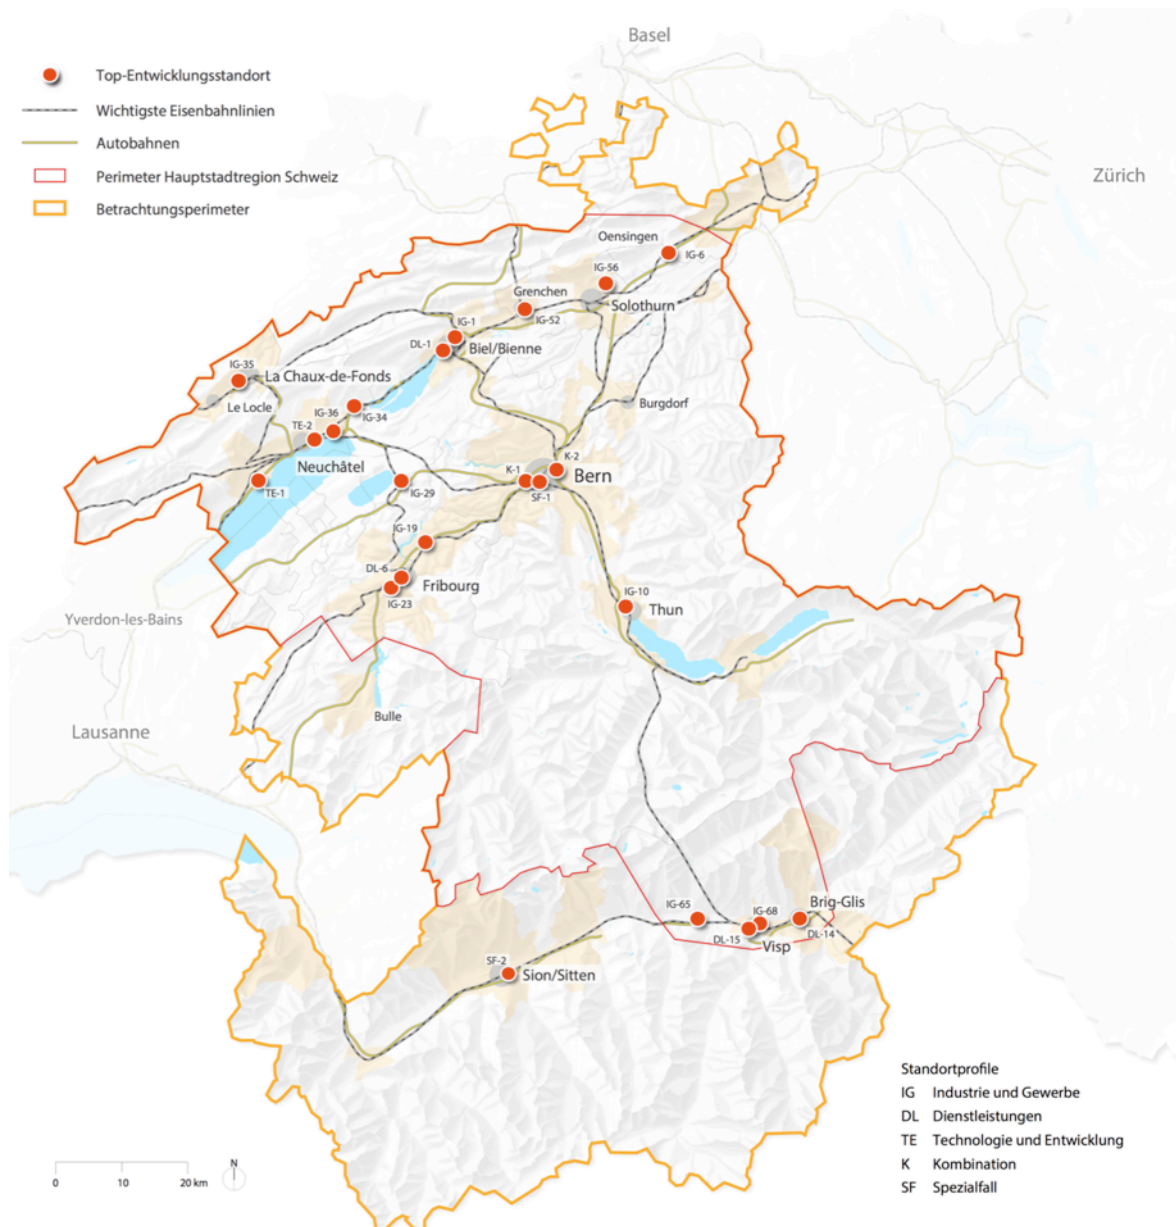 Basel
Top-Entwicklungsstandort
Wichtigste Eisenbahnlinien
Autobahnen
Perimeter Hauptstadtregion Schweiz
Betrachtungsperimeter
Zürich
Oensingen
IG-6
IG-56
Grenchen
Solothurn
IG-52
IG-1
DL-1
Biel/Bienne
IG-35
La Chaux-de-Fonds
Le Locle
IG-36
IG-34
TE-2
Burgdorf
Neuchâtel
K-2
K-1
Bern
SF-1
TE-1
IG-29
IG-19
DL-6
Fribourg
IG-23
IG-10
Thun
Yverdon-les-Bains
Bulle
Lausanne
IG-65
IG-68
Brig-Glis
DL-15
DL-14
Visp
SF-2
Sion/Sitten
Standortprofile
IG Industrie und Gewerbe
DL Dienstleistungen
TE Technologie und Entwicklung
K Kombination
SF Spezialfall
N
0 10 20 km